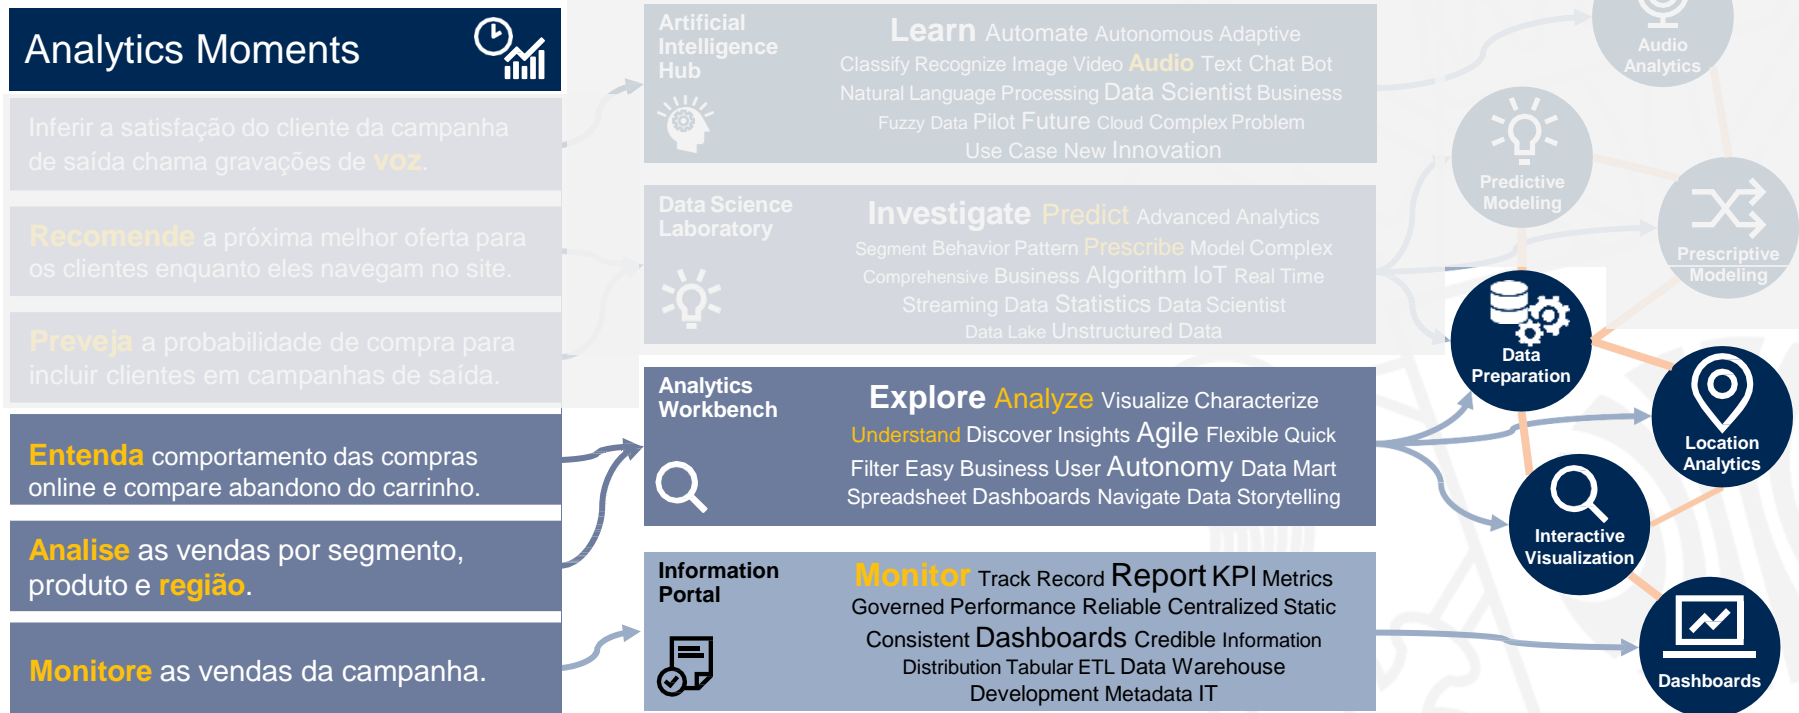 Analytics Moments
Inferir a satisfação do cliente da campanha
de saída chama gravações de voz.
Recomende a próxima melhor oferta para
os clientes enquanto eles navegam no site.
Preveja a probabilidade de compra para
incluir clientes em campanhas de saída.
Entenda comportamento das compras
online e compare abandono do carrinho.
Analise as vendas por segmento,
produto e região.
Monitore as vendas da campanha.
Artificial
Intelligence
Hub
Learn Automate Autonomous Adaptive
Classify Recognize Image Video Audio Text Chat Bot
Natural Language Processing Data Scientist Business
Fuzzy Data Pilot Future Cloud Complex Problem
Use Case New Innovation
Data Science
Laboratory
Investigate Predict Advanced Analytics
Segment Behavior Pattern Prescribe Model Complex
Comprehensive Business Algorithm IoT Real Time
Streaming Data Statistics Data Scientist
Data Lake Unstructured Data
Analytics
Workbench
Explore Analyze Visualize Characterize
Understand Discover Insights Agile Flexible Quick
Filter Easy Business User Autonomy Data Mart
Spreadsheet Dashboards Navigate Data Storytelling
Information
Portal
Monitor Track Record Report KPI Metrics
Governed Performance Reliable Centralized Static
Consistent Dashboards Credible Information
Distribution Tabular ETL Data Warehouse
Development Metadata IT
Audio
Analytics
Predictive
Modeling
Prescriptive
Modeling
Data
Preparation
Location
Analytics
Interactive
Visualization
Dashboards